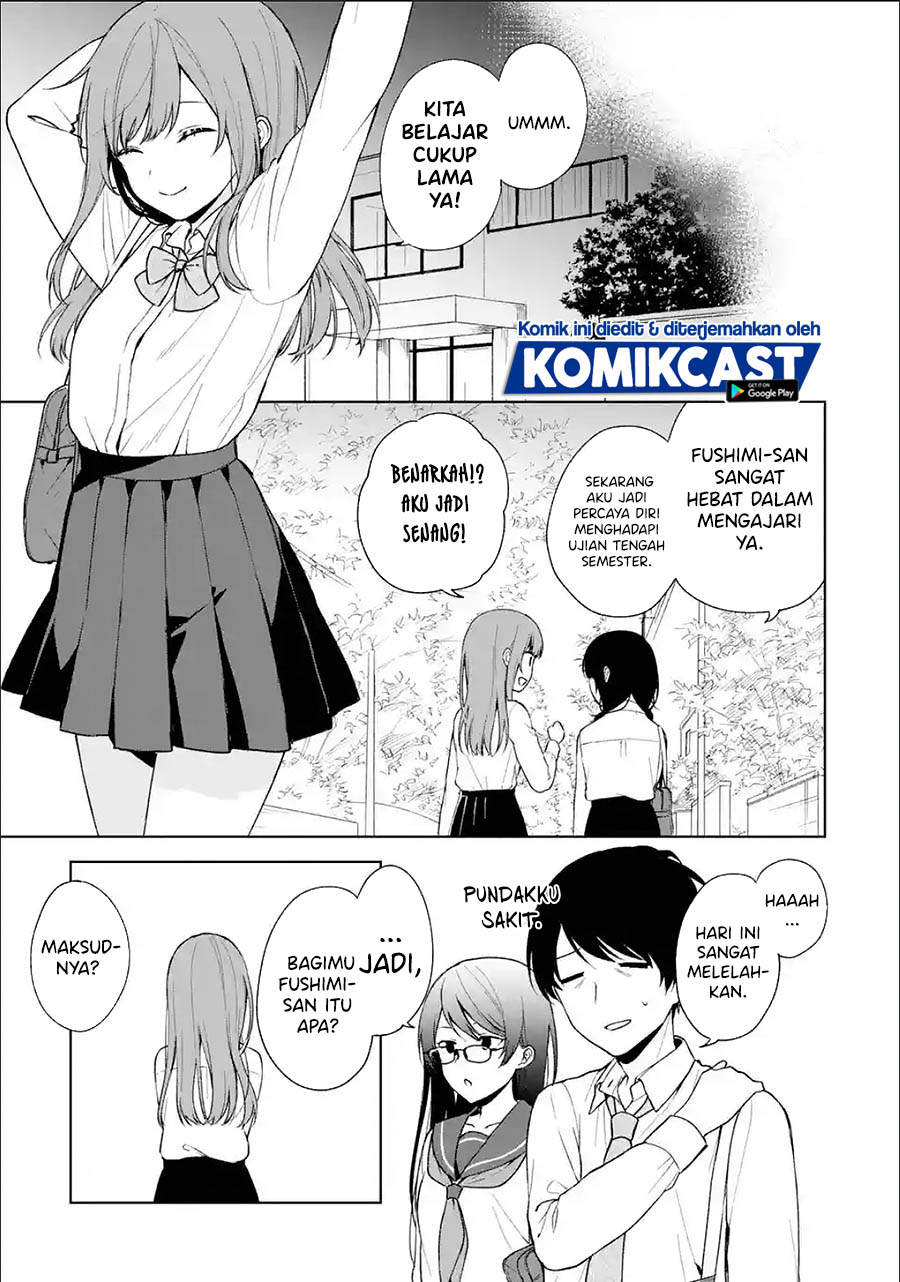 UMMM.
KITA
BELAJAR
CUKUP
LAMA
YA!
Komik ini diedit & diterjemahkan oleh
KOMIKCAST
GET IT ON
Google Play
FUSHIMI-SAN
SANGAT
HEBAT DALAM
MENGAJARI
YA.
SEKARANG
AKU JADI
PERCAYA DIRI
MENGHADAPI
UJIAN TENGAH
SEMESTER.
BENARKAH!?
AKU JADI
SENANG!
HAAAH
...
HARI INI
SANGAT
MELELAH-
KAN.
PUNDAKKU
SAKIT.
...
JADI,
BAGIMU
FUSHIMI-
SAN ITU
APA?
MAKSUD-
NYA?